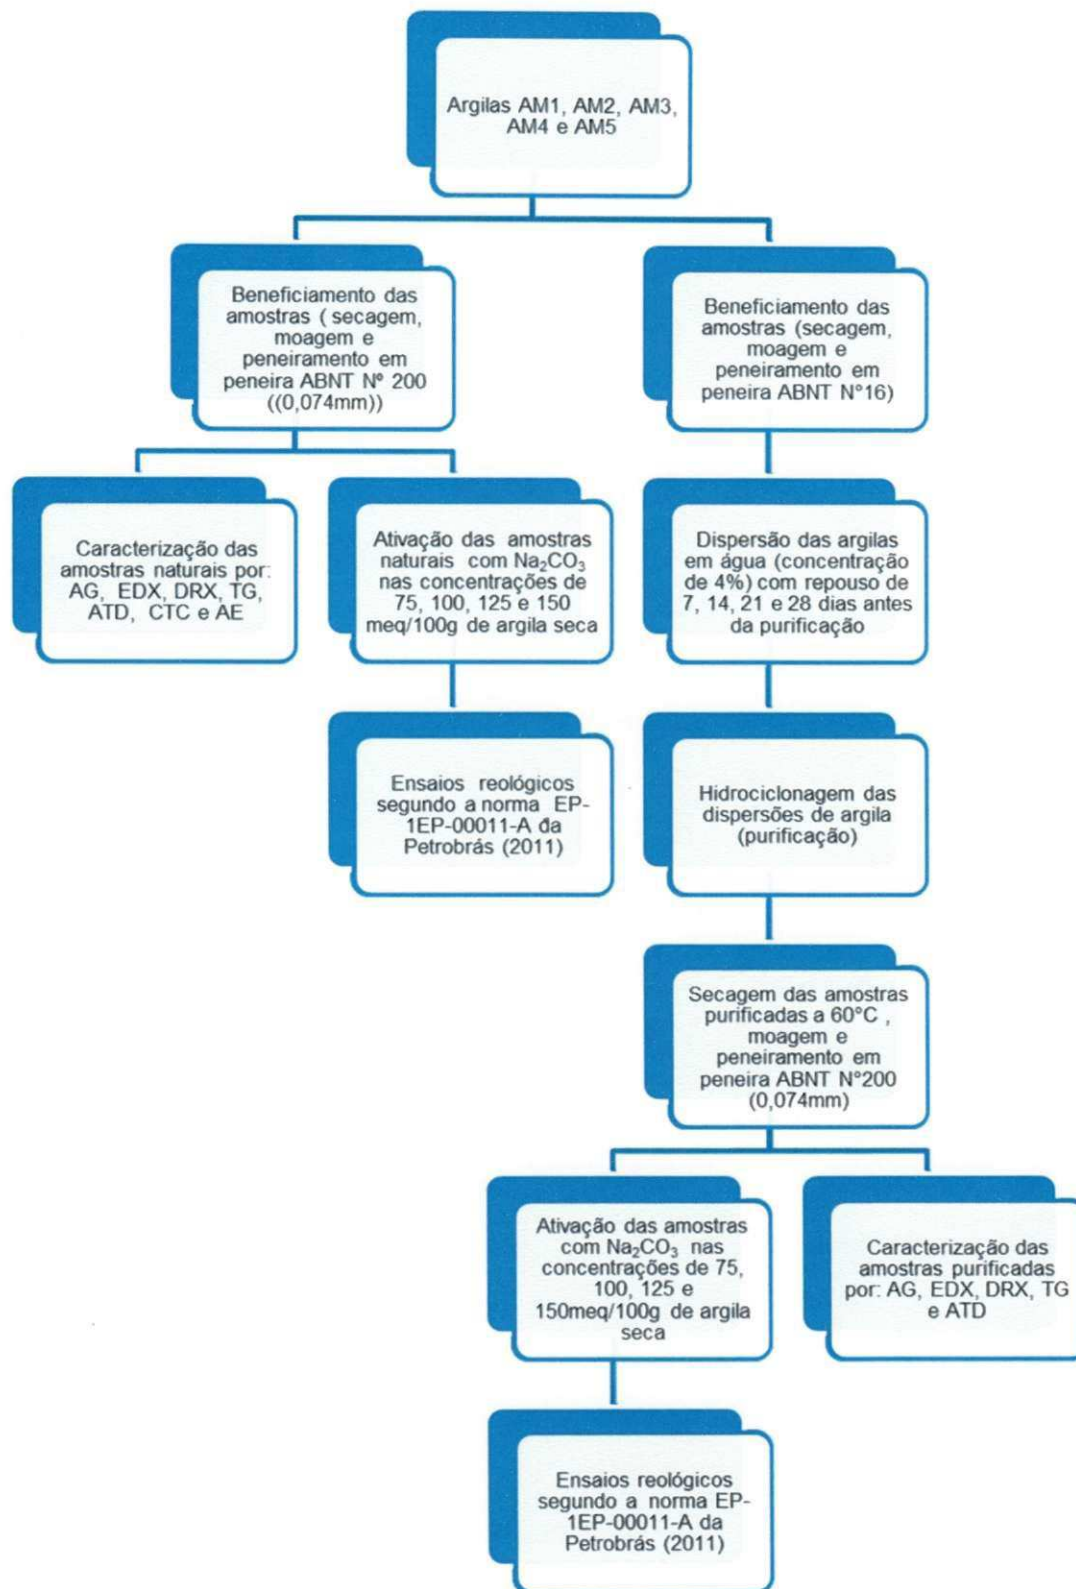 Argilas AM1, AM2, AM3,
AM4 e AM5
Beneficiamento das
amostras ( secagem,
moagem e
peneiramento em
peneira ABNT Nº 200
((0,074mm))
Beneficiamento das
amostras (secagem,
moagem e
peneiramento em
peneira ABNT N°16)
Caracterização das
amostras naturais por:
AG, EDX, DRX, TG,
ATD, CTC e AE
Ativação das amostras
naturais com Na₂CO₃
nas concentrações de
75, 100, 125 e 150
meq/100g de argila seca
Dispersão das argilas
em água (concentração
de 4%) com repouso de
7, 14, 21 e 28 dias antes
da purificação
Ensaios reológicos
segundo a norma EP-
1EP-00011-A da
Petrobrás (2011)
Hidrociclonagem das
dispersões de argila
(purificação)
Secagem das amostras
purificadas a 60°C ,
moagem e
peneiramento em
peneira ABNT N°200
(0,074mm)
Ativação das amostras
com Na₂CO₃ nas
concentrações de 75,
100, 125 e
150meq/100g de argila
seca
Caracterização das
amostras purificadas
por: AG, EDX, DRX, TG
e ATD
Ensaios reológicos
segundo a norma EP-
1EP-00011-A da
Petrobrás (2011)